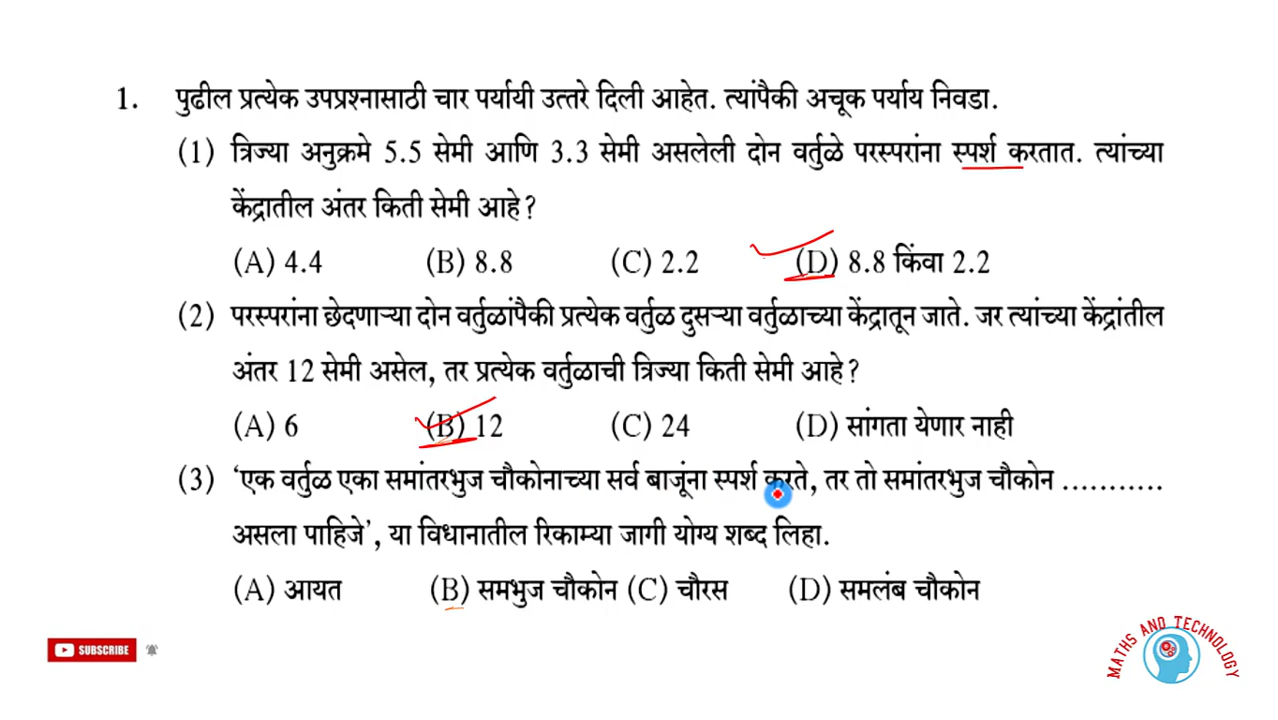 1. पुढील प्रत्येक उपप्रश्नासाठी चार पर्यायी उत्तरे दिली आहेत. त्यांपैकी अचूक पर्याय निवडा.
(1) त्रिज्या अनुक्रमे 5.5 सेमी आणि 3.3 सेमी असलेली दोन वर्तुळे परस्परांना स्पर्श करतात. त्यांच्या
केंद्रातील अंतर किती सेमी आहे?
(A) 4.4 (B) 8.8 (C) 2.2 (D) 8.8 किंवा 2.2
(2) परस्परांना छेदणाऱ्या दोन वर्तुळांपैकी प्रत्येक वर्तुळ दुसऱ्या वर्तुळाच्या केंद्रातून जाते. जर त्यांच्या केंद्रांतील
अंतर 12 सेमी असेल, तर प्रत्येक वर्तुळाची त्रिज्या किती सेमी आहे?
(A) 6 (B) 12 (C) 24 (D) सांगता येणार नाही
(3) ‘एक वर्तुळ एका समांतरभुज चौकोनाच्या सर्व बाजूंना स्पर्श करते, तर तो समांतरभुज चौकोन ...........
असला पाहिजे’, या विधानातील रिकाम्या जागी योग्य शब्द लिहा.
(A) आयत (B) समभुज चौकोन (C) चौरस (D) समलंब चौकोन
SUBSCRIBE
MATHS AND TECHNOLOGY